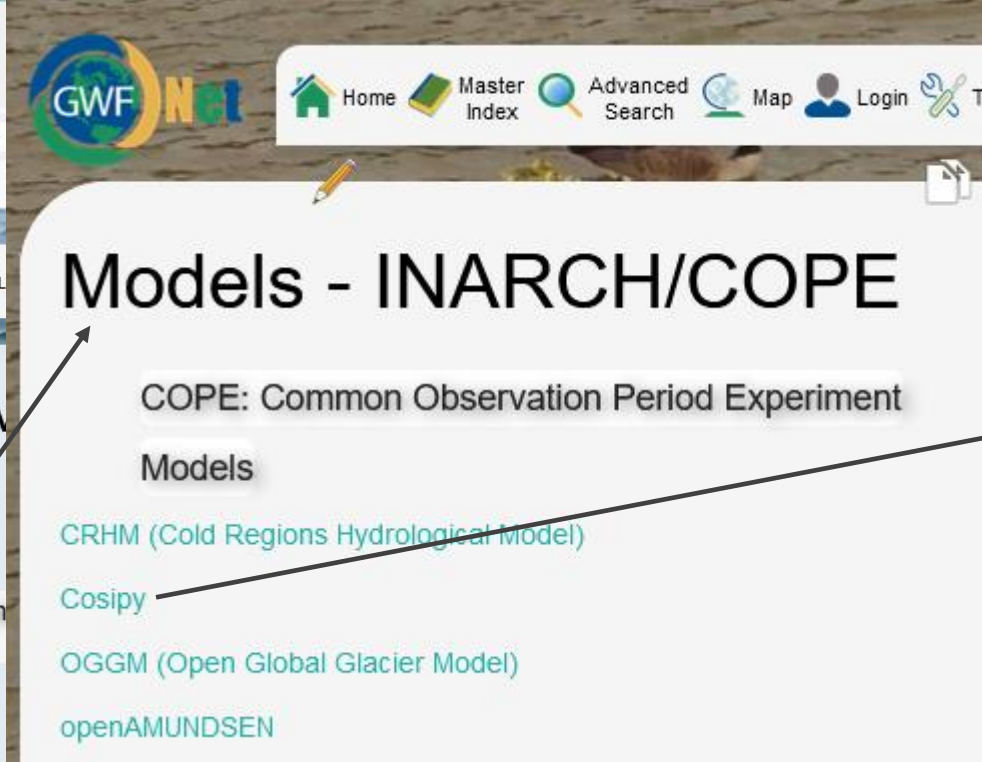 GWF Net
Home
Master Index
Advanced Search
Map
Login
Models - INARCH/COPE
COPE: Common Observation Period Experiment
Models
CRHM (Cold Regions Hydrological Model)
Cosipy
OGGM (Open Global Glacier Model)
openAMUNDSEN